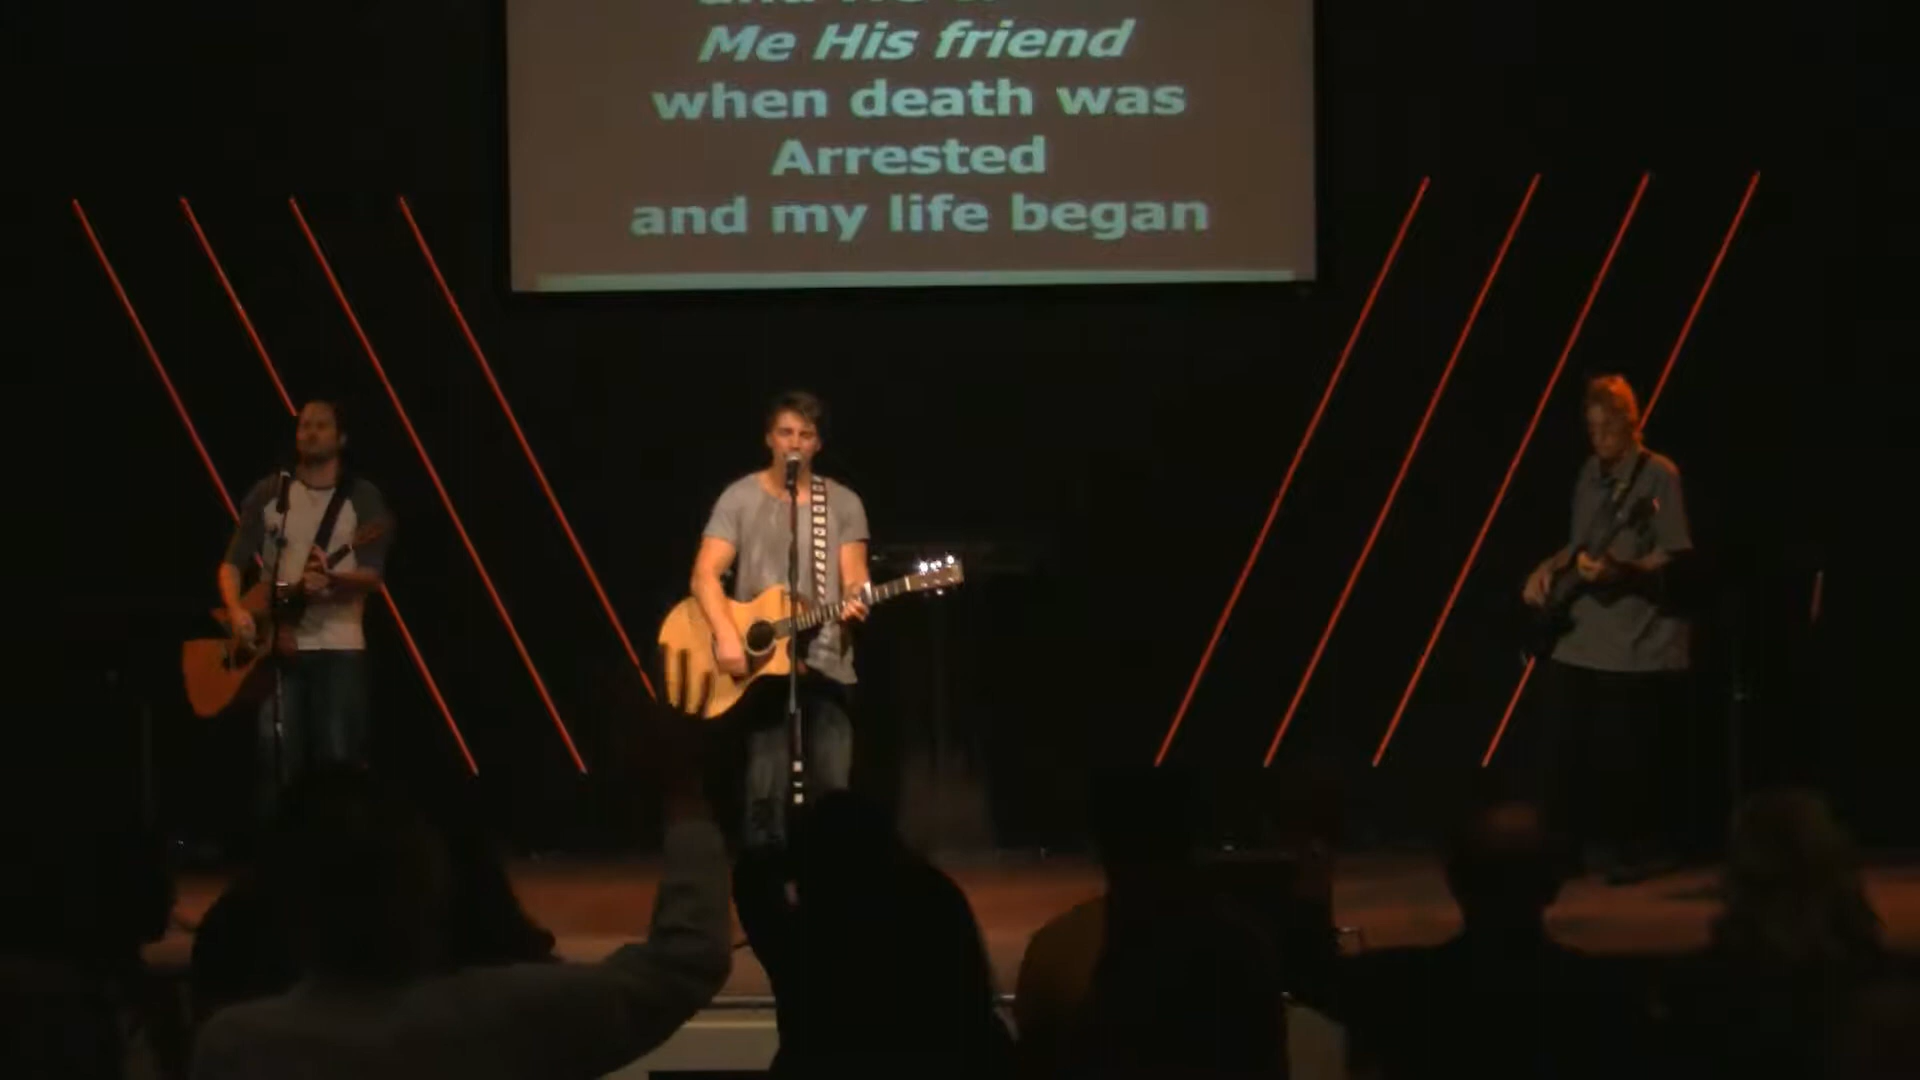 Me His friend
when death was
Arrested
and my life began